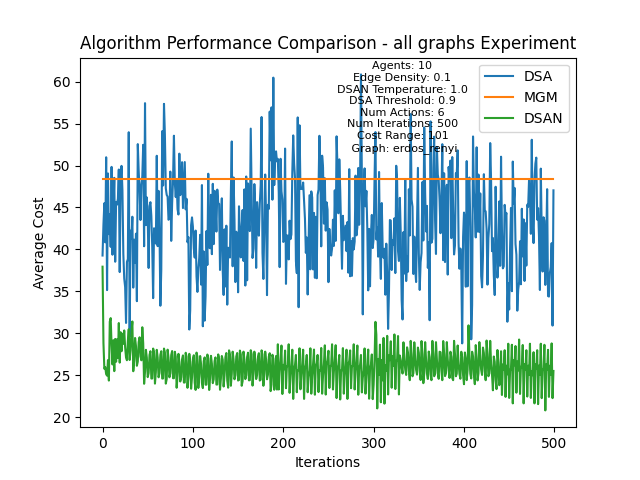 Algorithm Performance Comparison - all graphs Experiment
Agents: 10
Edge Density: 0.1
DSAN Temperature: 1.0
DSA Threshold: 0.9
Num Actions: 6
Num Iterations: 500
Cost Range: 101
Graph: erdos_renyi
DSA
MGM
DSAN
60
55
50
45
40
35
30
25
20
Average Cost
0
100
200
300
400
500
Iterations